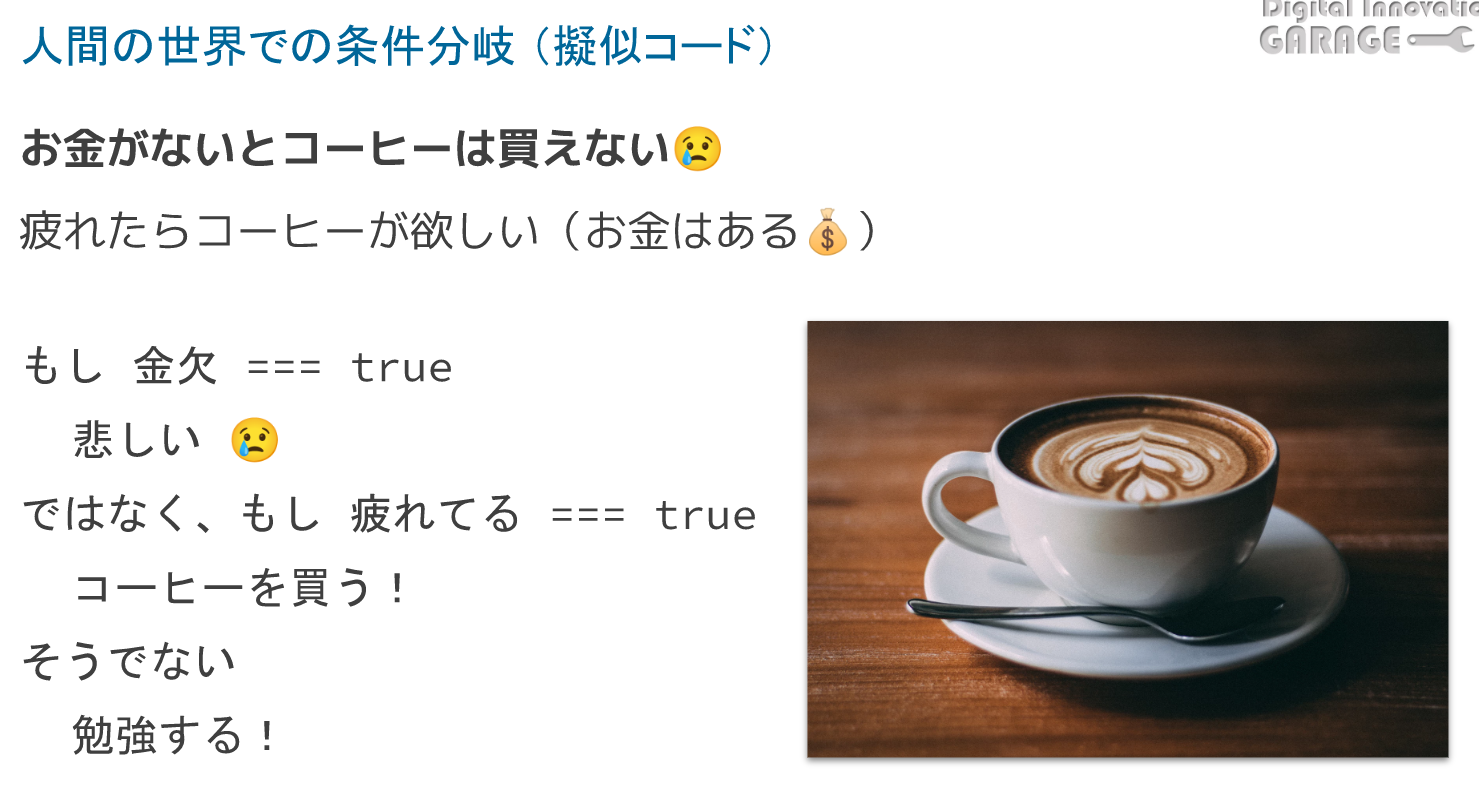 人間の世界での条件分岐（擬似コード）
Digital Innovatio
GARAGE
お金がないとコーヒーは買えない😢
疲れたらコーヒーが欲しい（お金はある💰）
もし 金欠 === true
悲しい 😢
ではなく、もし 疲れてる === true
コーヒーを買う！
そうでない
勉強する！